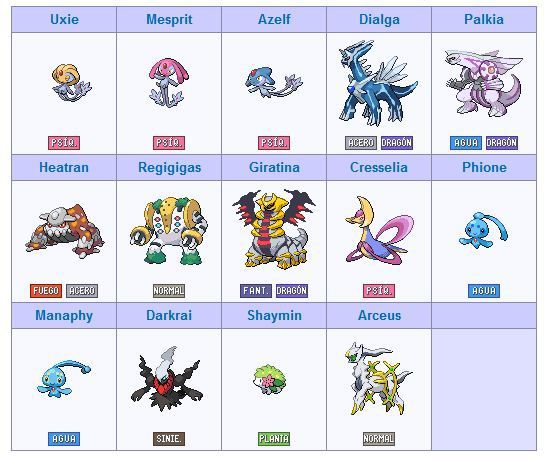 Uxie Mesprit Azelf Dialga Palkia
PSÍQ. PSÍQ. PSÍQ. ACERO DRAGÓN AGUA DRAGÓN
Heatran Regigigas Giratina Cresselia Phione
FUEGO ACERO NORMAL FANT. DRAGÓN PSÍQ. AGUA
Manaphy Darkrai Shaymin Arceus
AGUA SINIE. PLANTA NORMAL